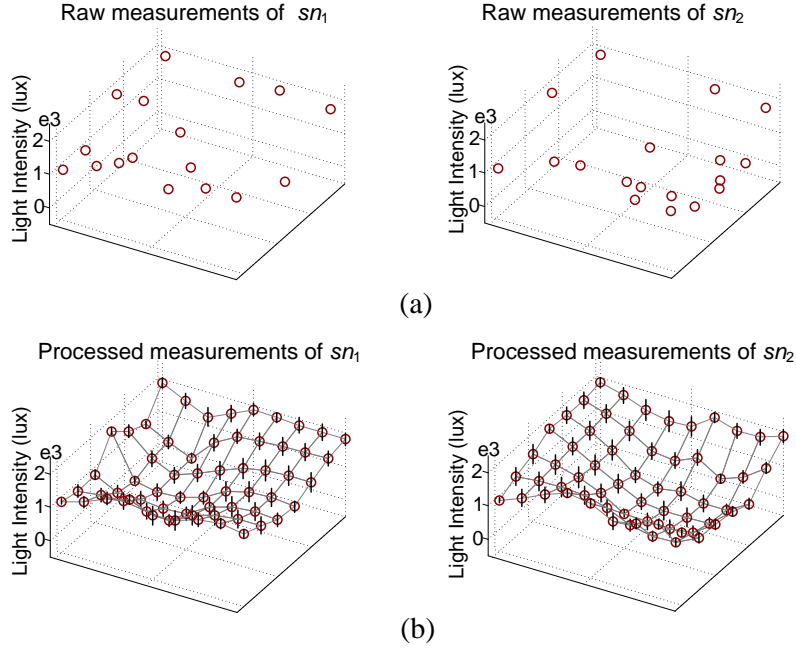 Raw measurements of sn1
Raw measurements of sn2
Light Intensity (lux)
e3
2
1
0
Light Intensity (lux)
e3
2
1
0
(a)
Processed measurements of sn1
Processed measurements of sn2
Light Intensity (lux)
e3
2
1
0
Light Intensity (lux)
e3
2
1
0
(b)